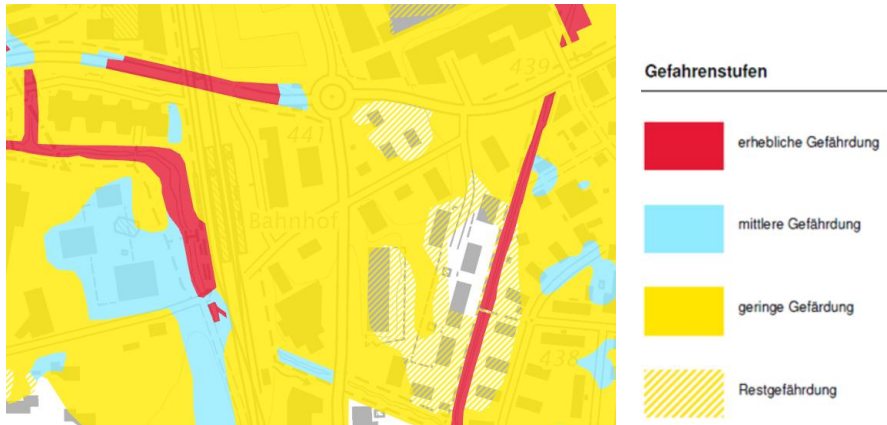 439
441
Bahnhof
438
Gefahrenstufen
erhebliche Gefährdung
mittlere Gefährdung
geringe Gefärdung
Restgefährdung